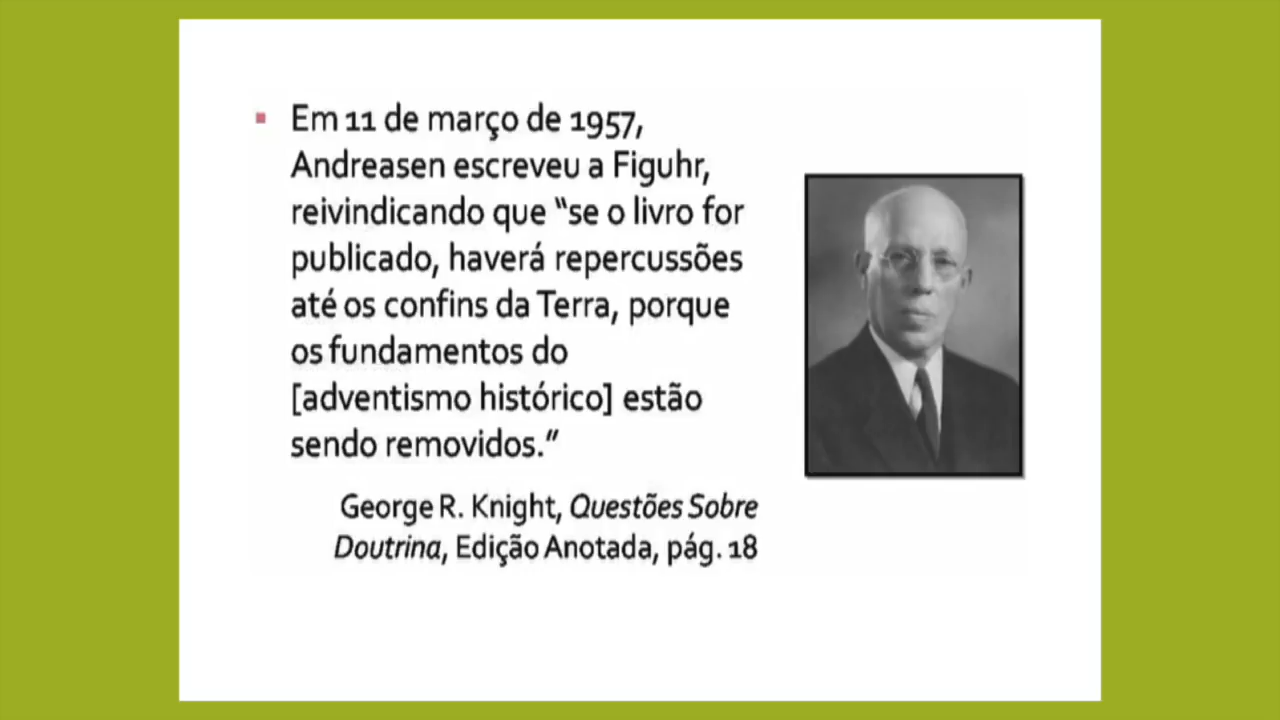 Em 11 de março de 1957,
Andreasen escreveu a Figuhr,
reivindicando que “se o livro for
publicado, haverá repercussões
até os confins da Terra, porque
os fundamentos do
[adventismo histórico] estão
sendo removidos.”
George R. Knight, Questões Sobre
Doutrina, Edição Anotada, pág. 18